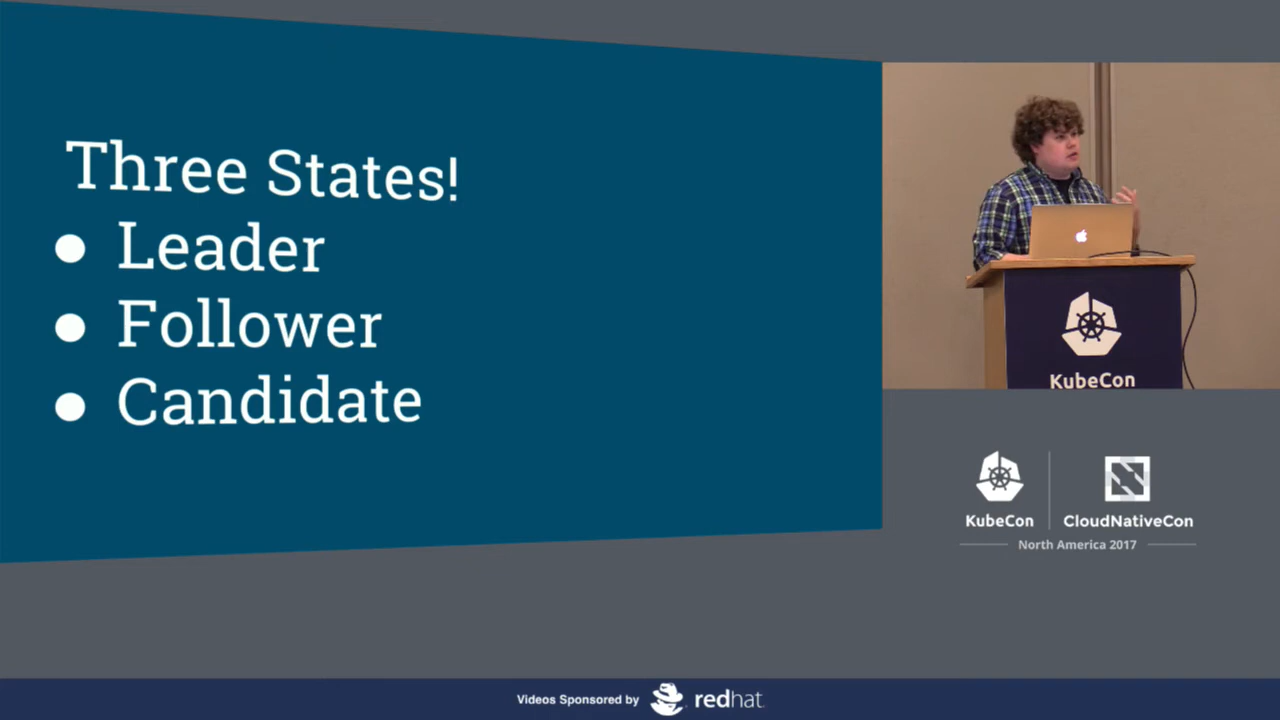 Three States!
● Leader
● Follower
● Candidate
KubeCon
KubeCon
CloudNativeCon
North America 2017
Videos Sponsored by redhat.